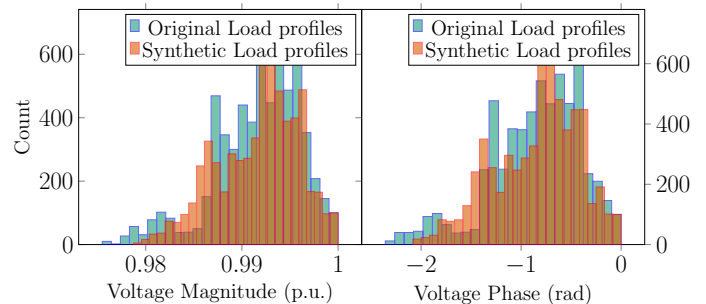 Original Load profiles
Synthetic Load profiles
Original Load profiles
Synthetic Load profiles
Count
600
400
200
0
600
400
200
0
0.98 0.99 1
−2 −1 0
Voltage Magnitude (p.u.)
Voltage Phase (rad)